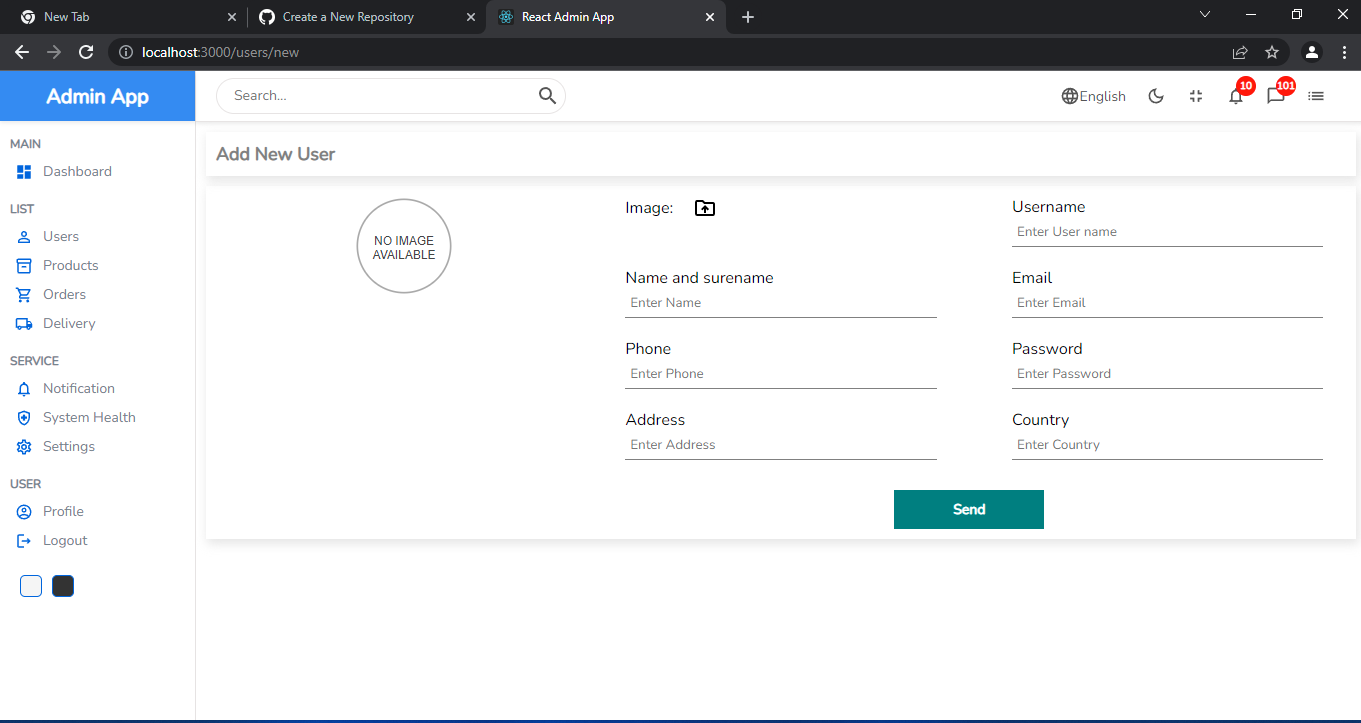 New Tab
Create a New Repository
React Admin App
localhost:3000/users/new
Admin App
Search...
English
10
101
MAIN
Dashboard
LIST
Users
Products
Orders
Delivery
SERVICE
Notification
System Health
Settings
USER
Profile
Logout
Add New User
NO IMAGE
AVAILABLE
Image:
Username
Enter User name
Name and surename
Enter Name
Email
Enter Email
Phone
Enter Phone
Password
Enter Password
Address
Enter Address
Country
Enter Country
Send